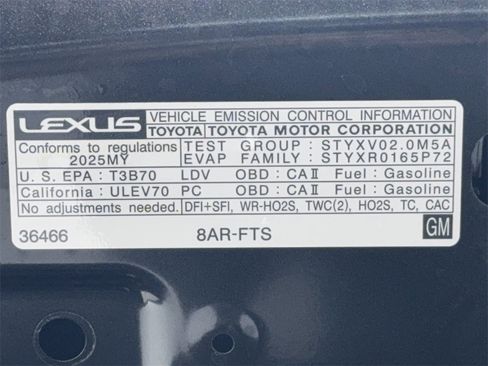 LEXUS VEHICLE EMISSION CONTROL INFORMATION
TOYOTA TOYOTA MOTOR CORPORATION
Conforms to regulations TEST GROUP : STYXV02.0M5A
2025MY EVAP FAMILY : STYXR0165P72
U. S. EPA : T3B70 LDV OBD : CAⅡ Fuel : Gasoline
California : ULEV70 PC OBD : CAⅡ Fuel : Gasoline
No adjustments needed. DFI+SFI, WR-HO2S, TWC(2), HO2S, TC, CAC
36466 8AR-FTS GM